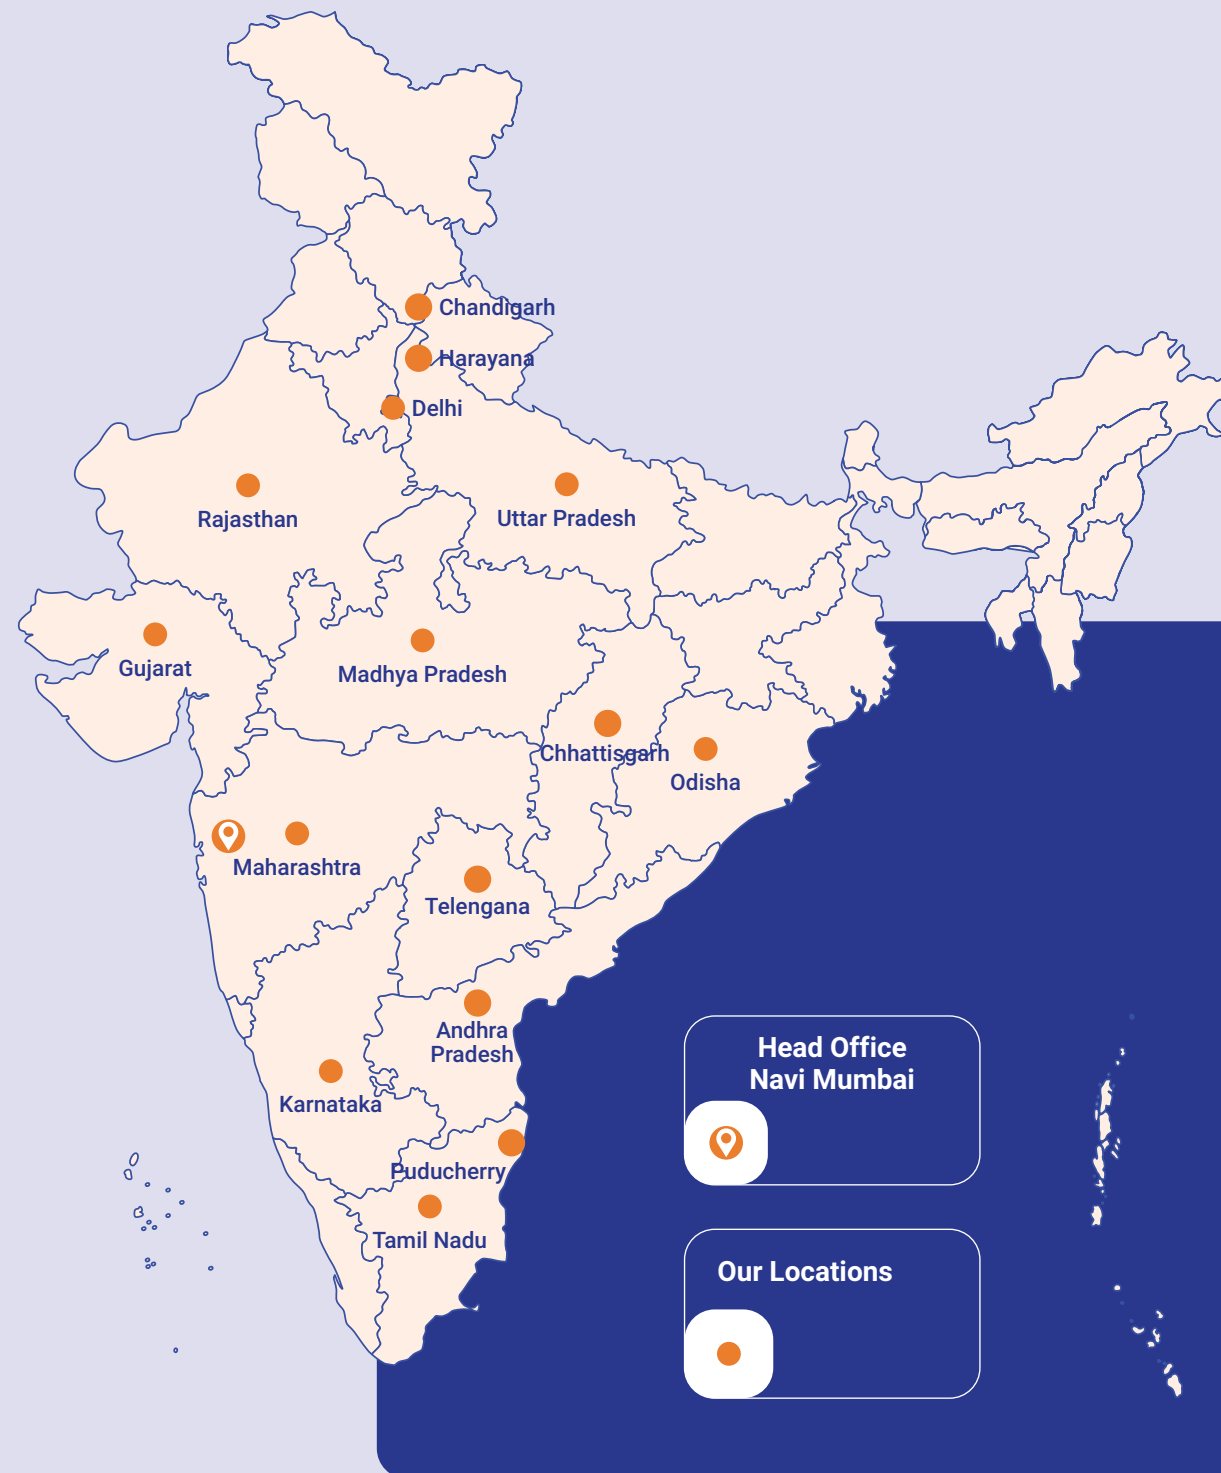 Chandigarh
Harayana
Delhi
Rajasthan
Uttar Pradesh
Gujarat
Madhya Pradesh
Chhattisgarh
Odisha
Maharashtra
Telengana
Andhra
Pradesh
Karnataka
Puducherry
Tamil Nadu
Head Office
Navi Mumbai
Our Locations